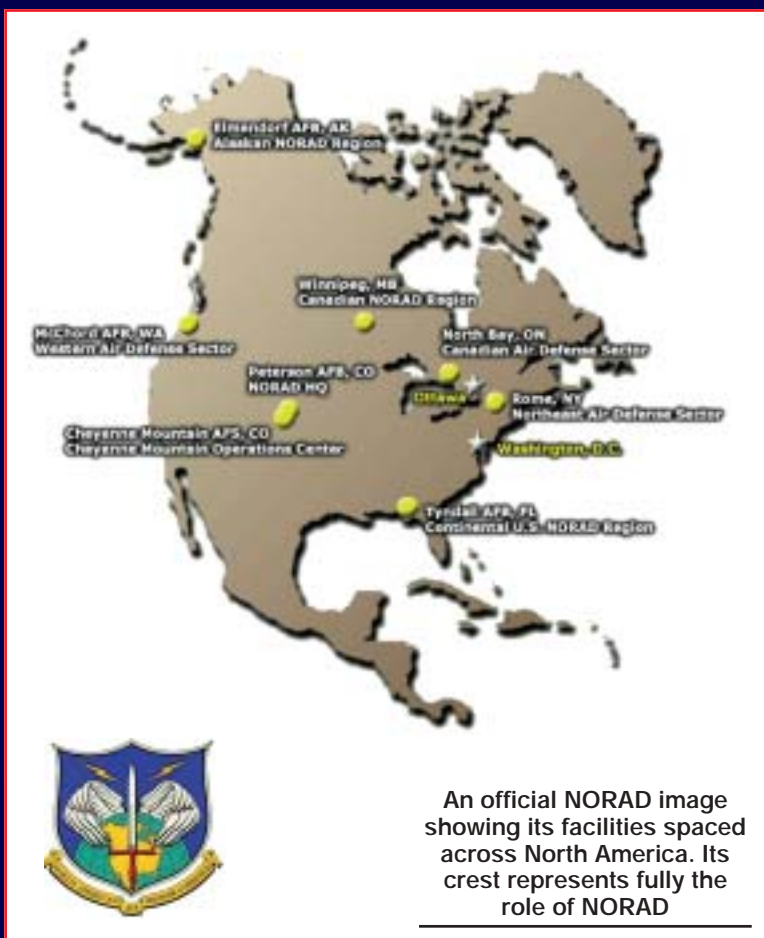 Elmendorf AFB, AK
Alaskan NORAD Region
Winnipeg, MB
Canadian NORAD Region
McChord AFB, WA
Western Air Defense Sector
North Bay, ON
Canadian Air Defense Sector
Peterson AFB, CO
NORAD HQ
Ottawa
Rome, NY
Northeast Air Defense Sector
Cheyenne Mountain AFS, CO
Cheyenne Mountain Operations Center
Washington, D.C.
Tyndall AFB, FL
Continental U.S. NORAD Region
An official NORAD image
showing its facilities spaced
across North America. Its
crest represents fully the
role of NORAD